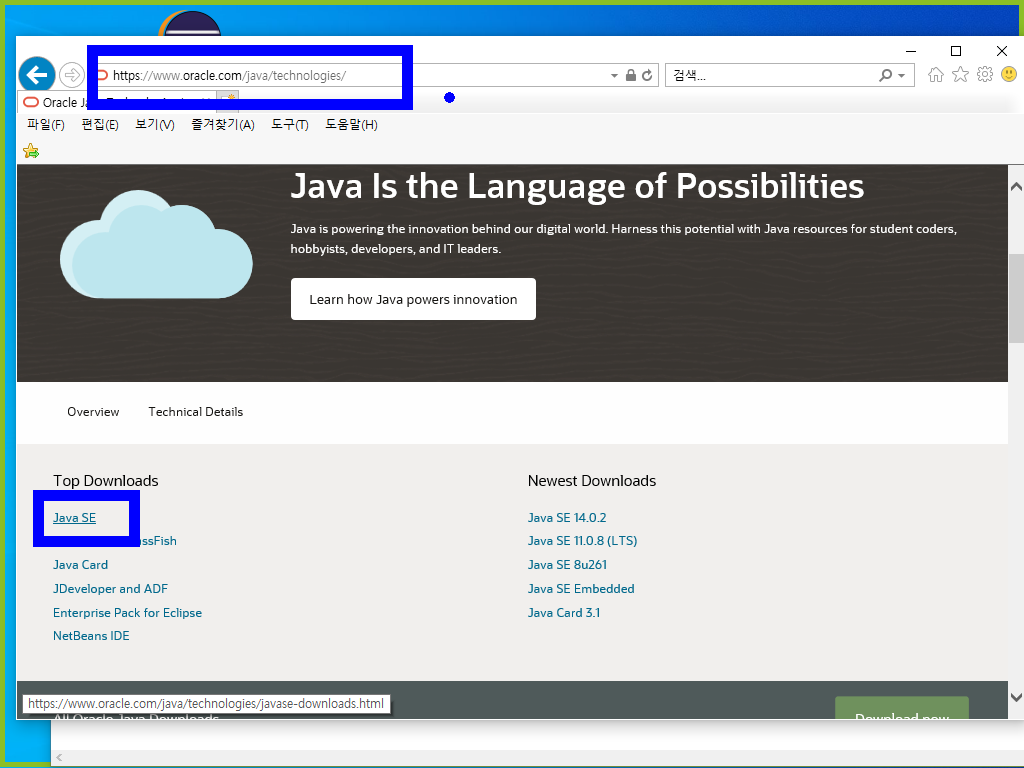 https://www.oracle.com/java/technologies/
검색...
Oracle Ja
파일(F) 편집(E) 보기(V) 즐겨찾기(A) 도구(T) 도움말(H)
Java Is the Language of Possibilities
Java is powering the innovation behind our digital world. Harness this potential with Java resources for student coders,
hobbyists, developers, and IT leaders.
Learn how Java powers innovation
Overview Technical Details
Top Downloads
Java SE
assFish
Java Card
JDeveloper and ADF
Enterprise Pack for Eclipse
NetBeans IDE
Newest Downloads
Java SE 14.0.2
Java SE 11.0.8 (LTS)
Java SE 8u261
Java SE Embedded
Java Card 3.1
https://www.oracle.com/java/technologies/javase-downloads.html
All Oracle Java Downloads
Download now